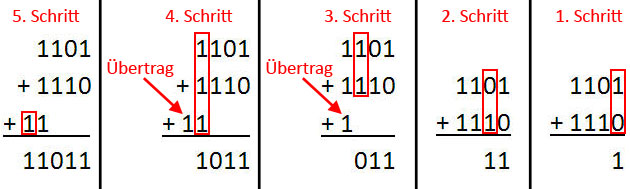 5. Schritt
1101
+ 1110
+ 11
11011
4. Schritt
1101
+ 1110
Übertrag
+ 11
1011
3. Schritt
1101
+ 1110
Übertrag
+ 1
011
2. Schritt
1101
+ 1110
11
1. Schritt
1101
+ 1110
1